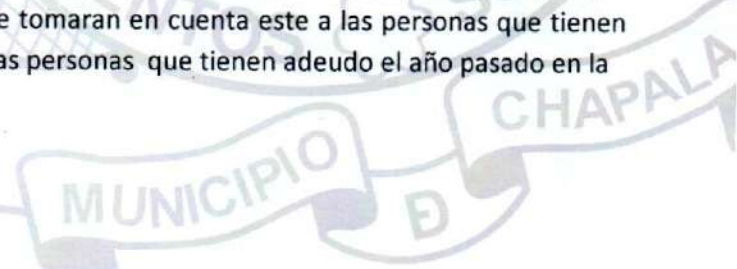 e tomaran en cuenta este a las personas que tienen
as personas que tienen adeudo el año pasado en la
NTOS
MUNICIPIO
Đ
CHAPALA